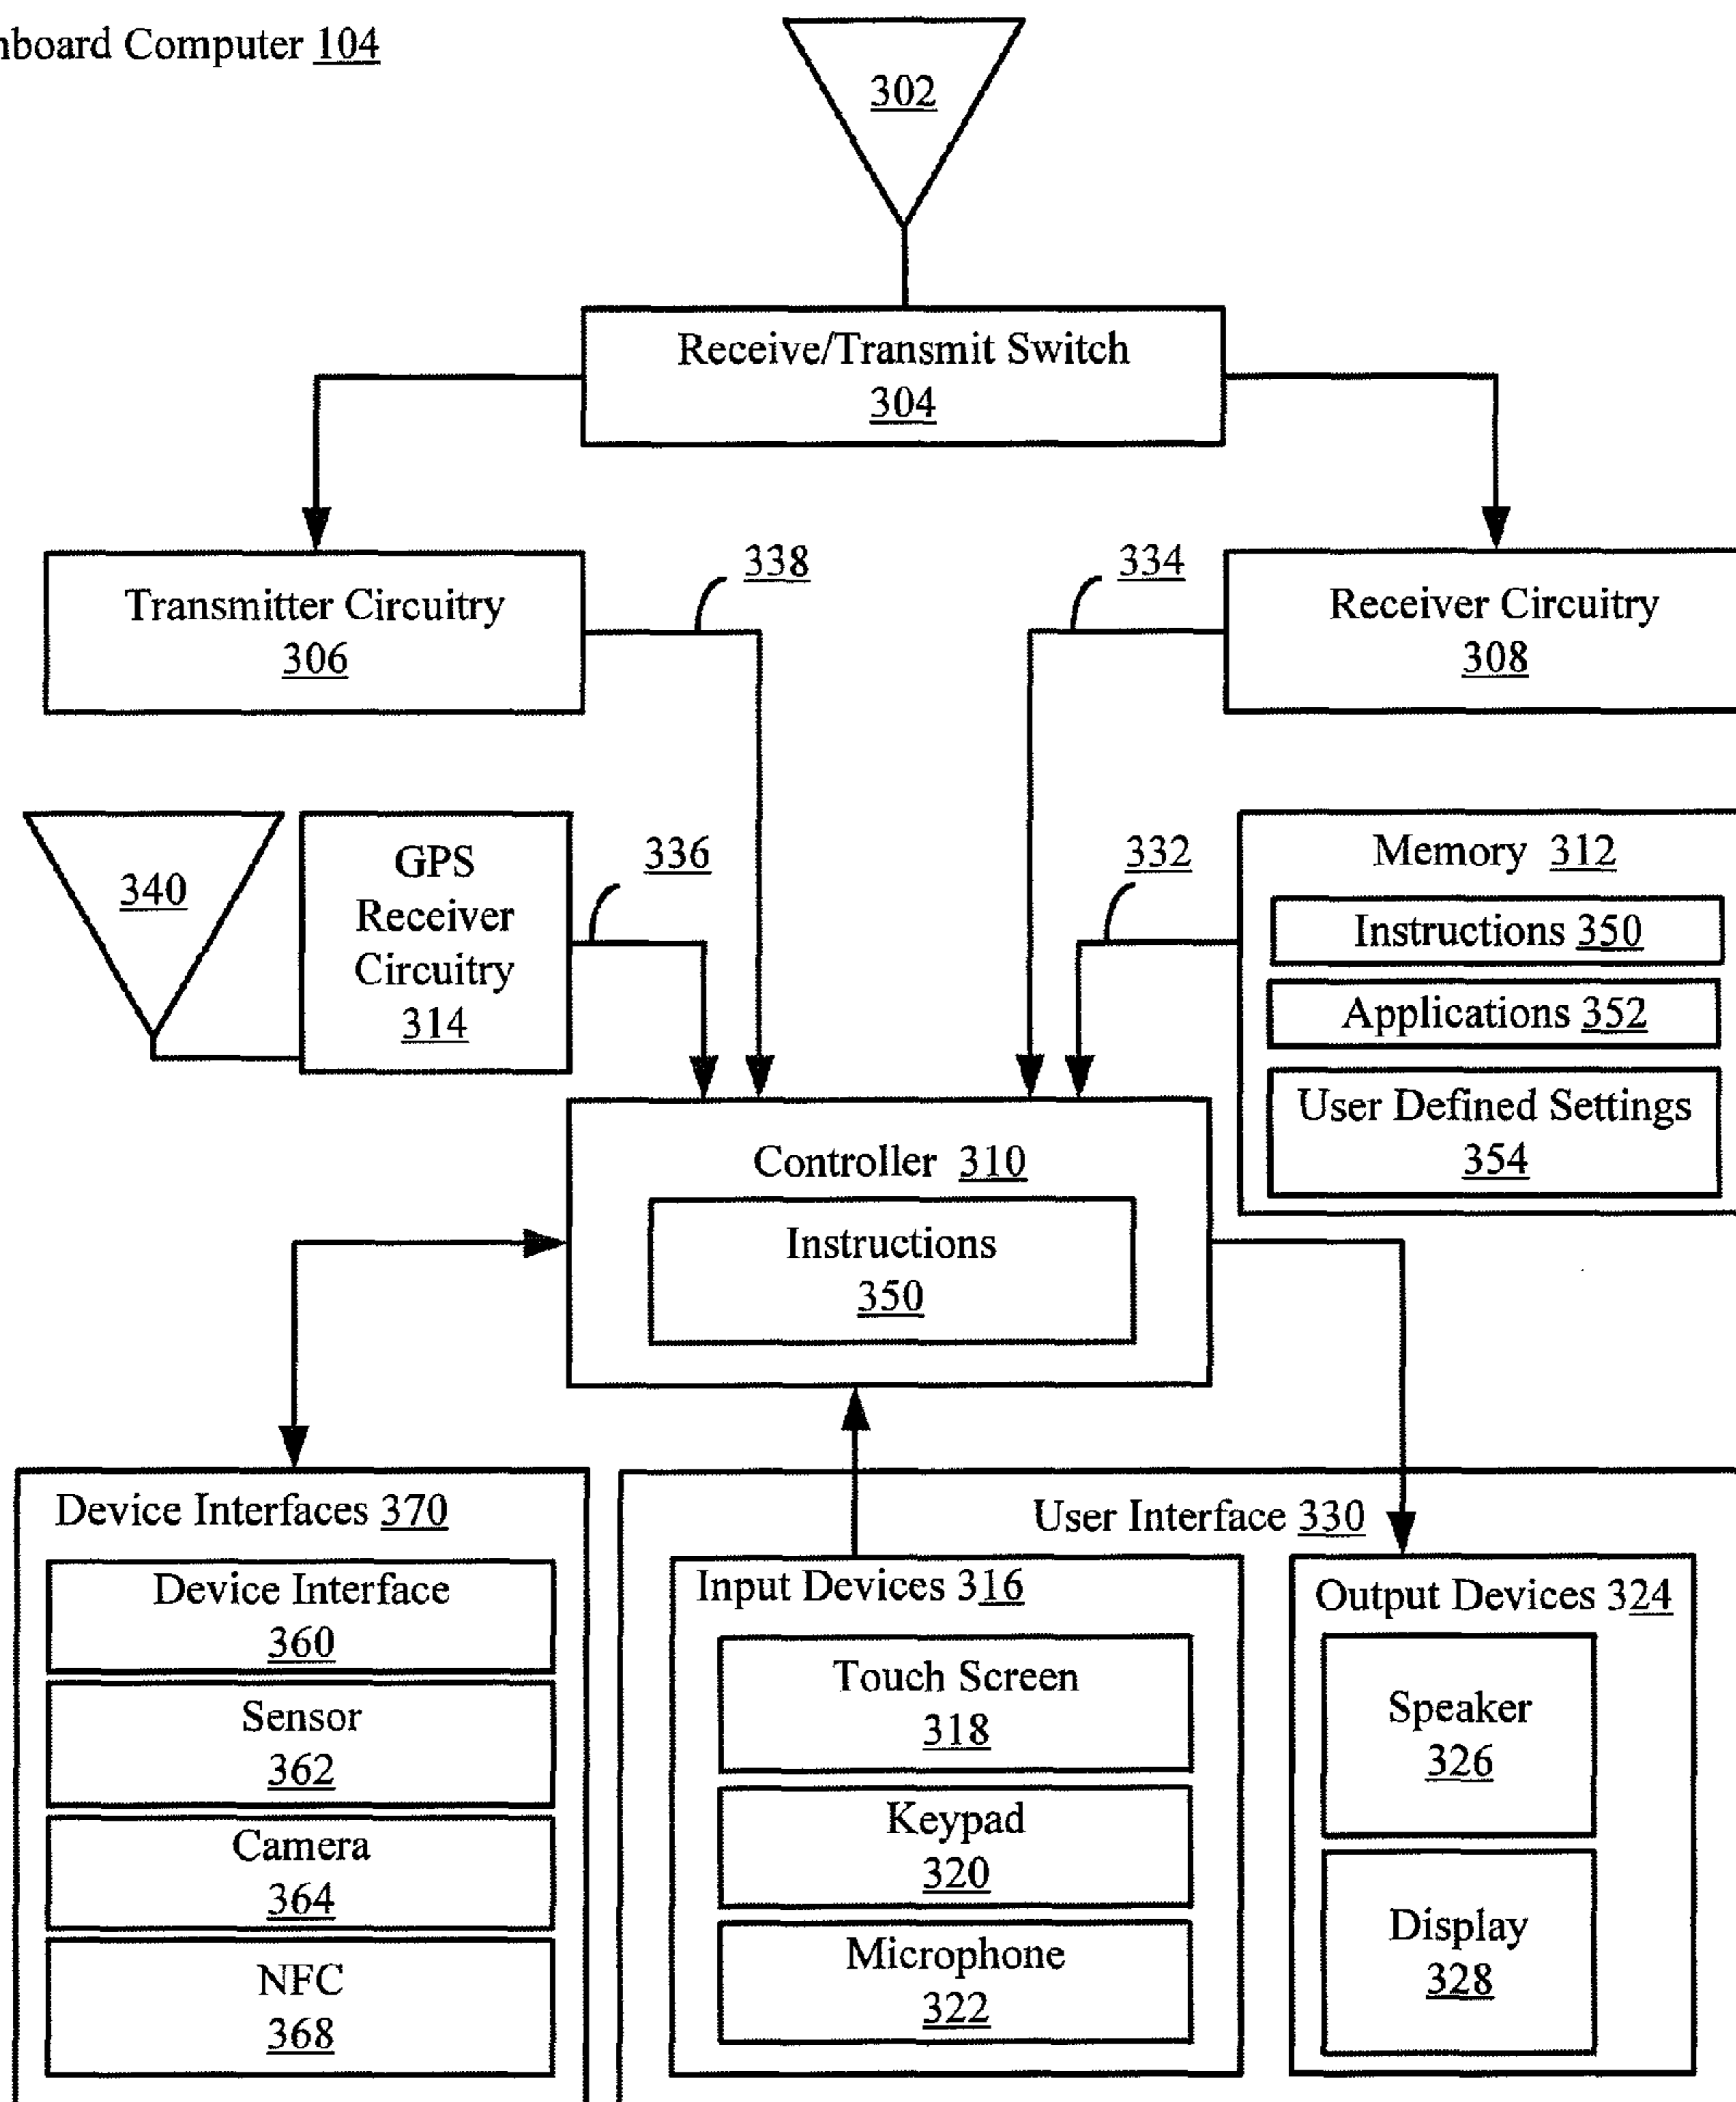 nboard Computer 104
302
Receive/Transmit Switch
304
Transmitter Circuitry
306
338
334
Receiver Circuitry
308
340
GPS
Receiver
Circuitry
314
336
332
Memory 312
Instructions 350
Applications 352
User Defined Settings
354
Controller 310
Instructions
350
Device Interfaces 370
Device Interface
360
Sensor
362
Camera
364
NFC
368
User Interface 330
Input Devices 316
Touch Screen
318
Keypad
320
Microphone
322
Output Devices 324
Speaker
326
Display
328